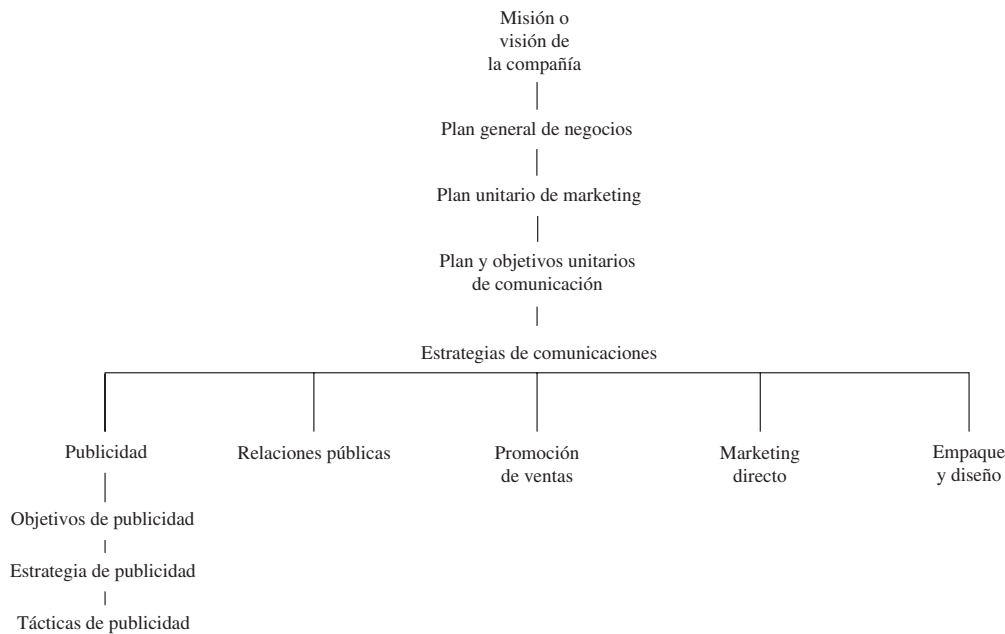 Misión o
visión de
la compañía
Plan general de negocios
Plan unitario de marketing
Plan y objetivos unitarios
de comunicación
Estrategias de comunicaciones
Publicidad
Relaciones públicas
Promoción
de ventas
Marketing
directo
Empaque
y diseño
Objetivos de publicidad
Estrategia de publicidad
Tácticas de publicidad